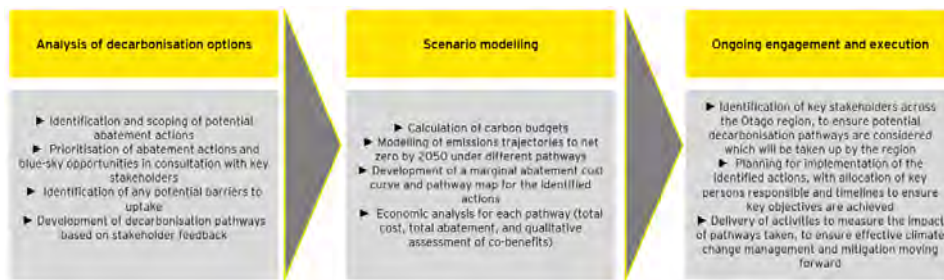 Analysis of decarbonisation options
► Identification and scoping of potential
abatement actions
► Prioritisation of abatement actions and
blue-sky opportunities in consultation with key
stakeholders
► Identification of any potential barriers to
uptake
► Development of decarbonisation pathways
based on stakeholder feedback
Scenario modelling
► Calculation of carbon budgets
► Modelling of emissions trajectories to net
zero by 2050 under different pathways
► Development of a marginal abatement cost
curve and pathway map for the identified
actions
► Economic analysis for each pathway (total
cost, total abatement, and qualitative
assessment of co-benefits)
Ongoing engagement and execution
► Identification of key stakeholders across
the Otago region, to ensure potential
decarbonisation pathways are considered
which will be taken up by the region
► Planning for implementation of the
identified actions, with allocation of key
persons responsible and timelines to ensure
key objectives are achieved
► Delivery of activities to measure the impact
of pathways taken, to ensure effective climate
change management and mitigation moving
forward